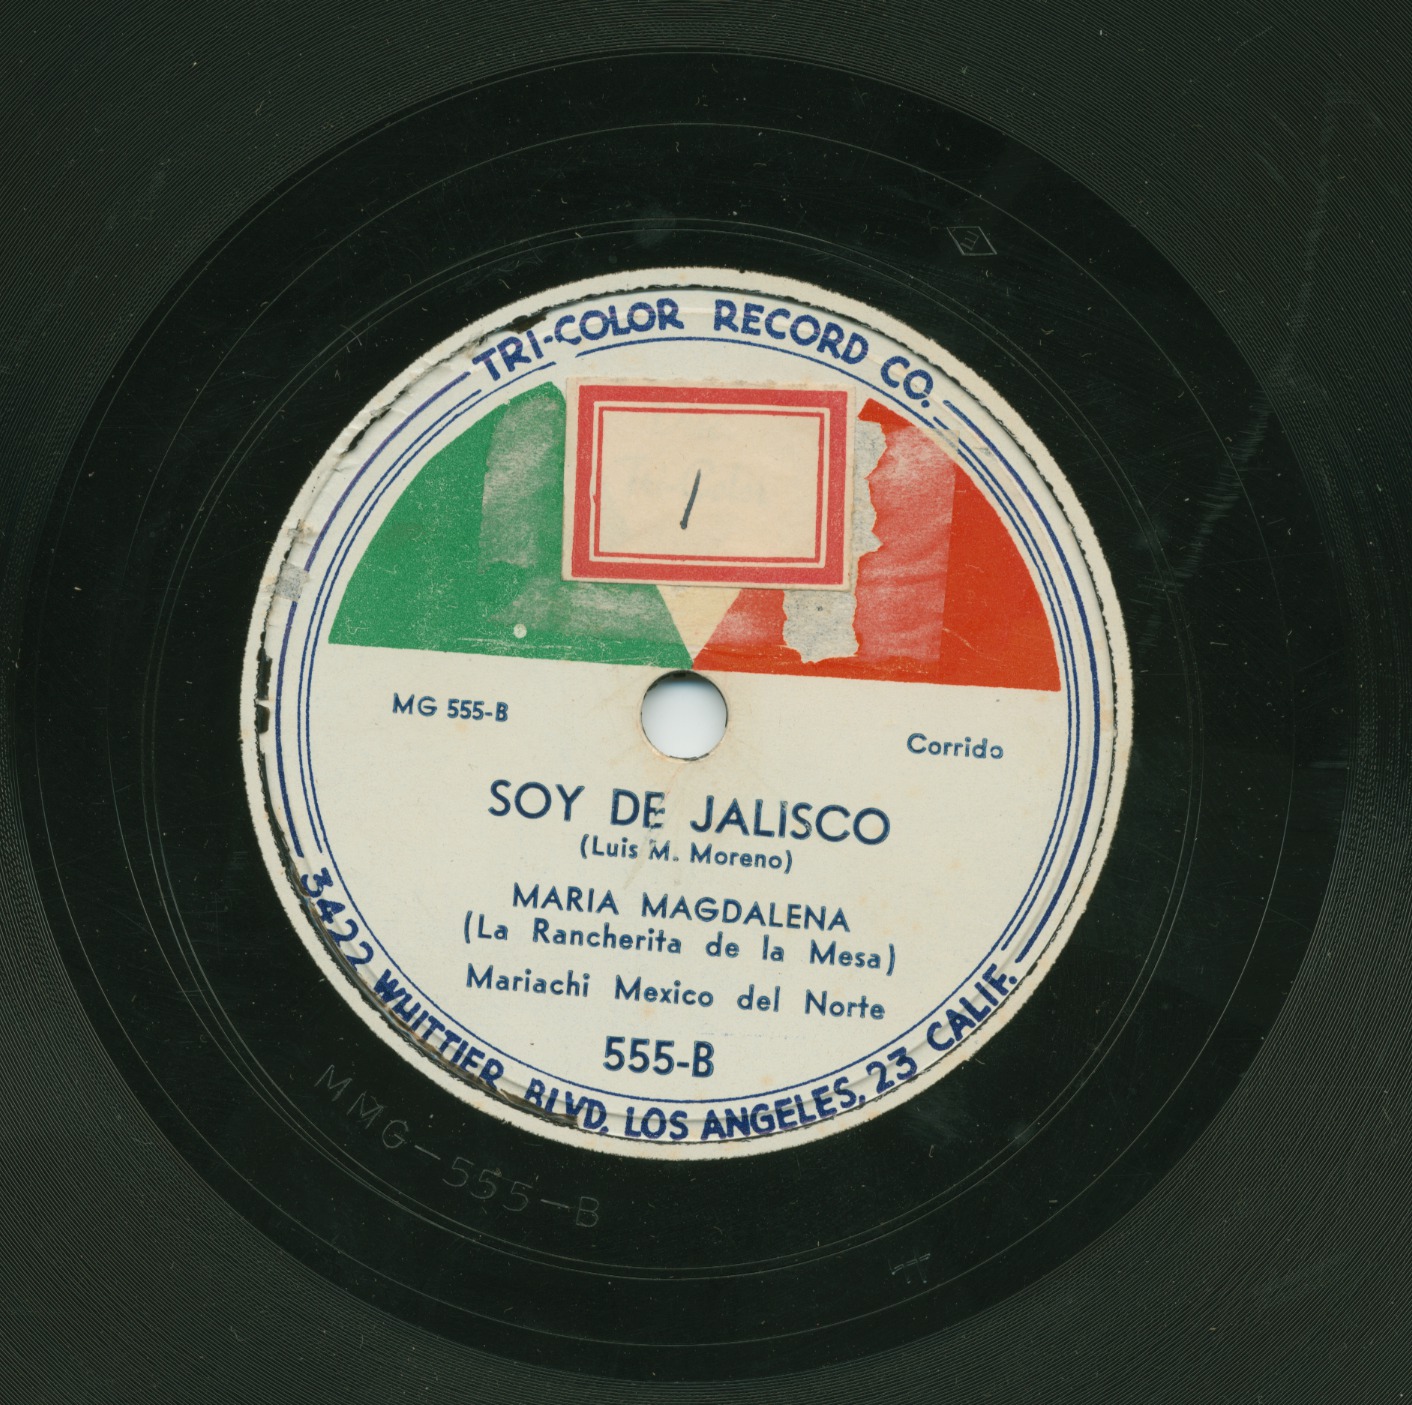 TRI-COLOR RECORD CO.
1
MG 555-B
Corrido
SOY DE JALISCO
(Luis M. Moreno)
MARIA MAGDALENA
(La Rancherita de la Mesa)
Mariachi Mexico del Norte
555-B
3422 WHITTIER BLVD. LOS ANGELES, 23 CALIF.
MMG-555-B